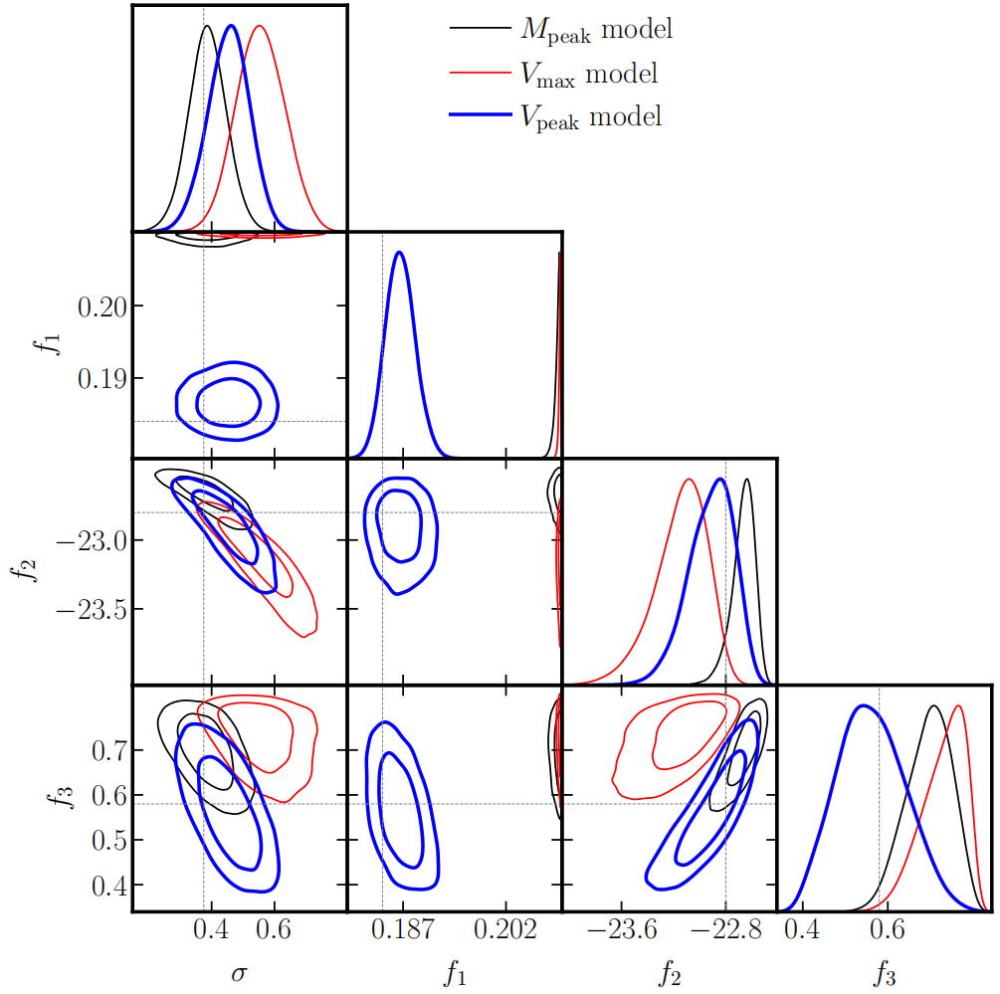 M_peak model
V_max model
V_peak model
0.20
0.19
f_1
−23.0
−23.5
f_2
0.7
0.6
0.5
0.4
f_3
0.4 0.6 0.187 0.202 −23.6 −22.8 0.4 0.6
σ f_1 f_2 f_3